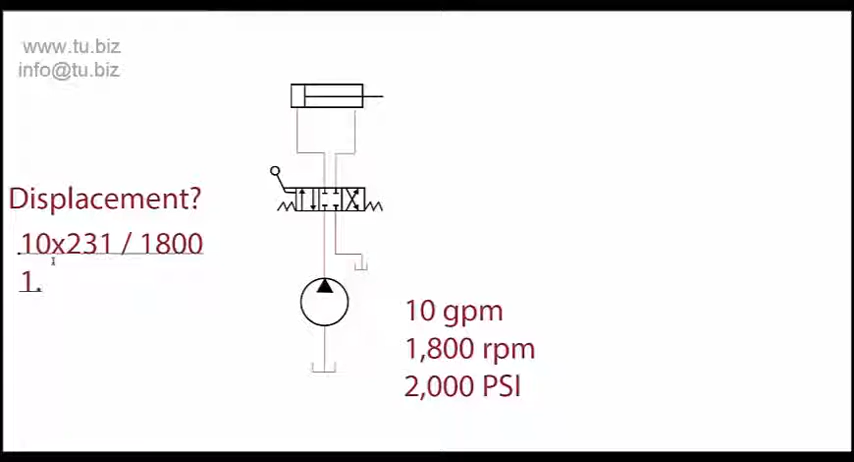 www.tu.biz
info@tu.biz
Displacement?
10x231 / 1800
1.
10 gpm
1,800 rpm
2,000 PSI